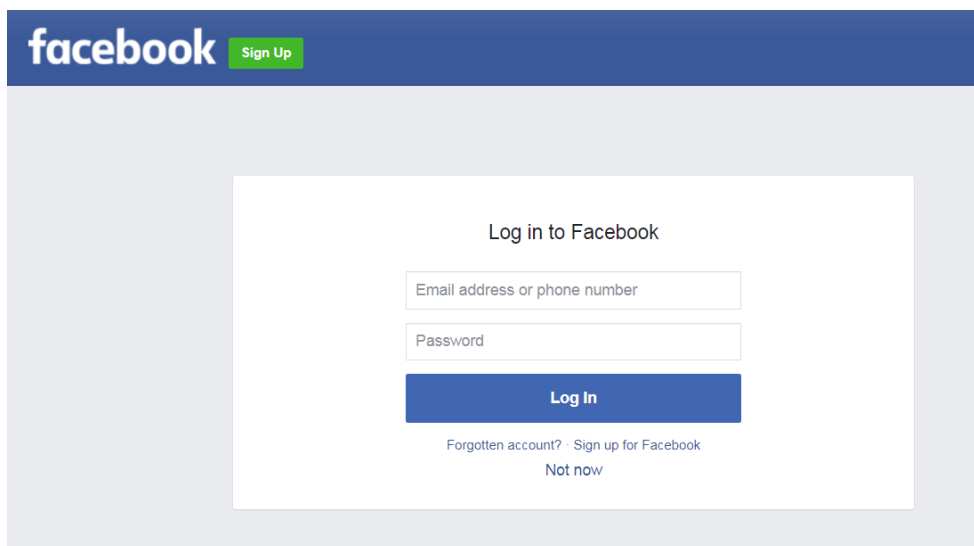 facebook Sign Up
Log in to Facebook
Email address or phone number
Password
Log In
Forgotten account? · Sign up for Facebook
Not now